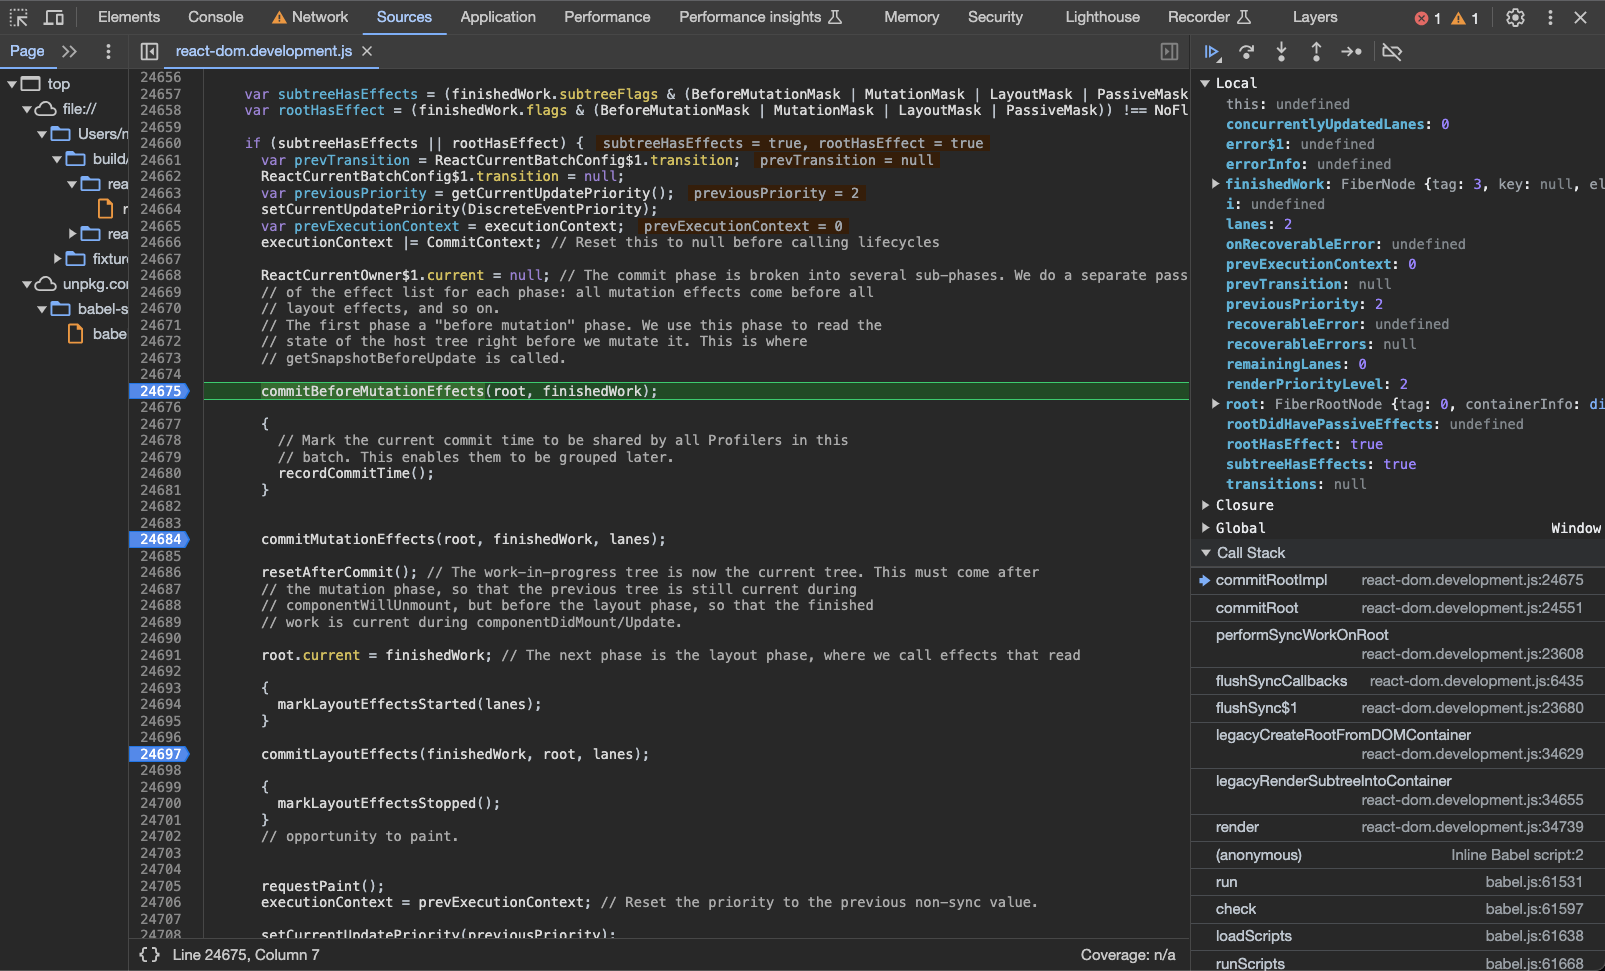 Elements Console Network Sources Application Performance Performance insights Memory Security Lighthouse Recorder Layers 1 1
Page
react-dom.development.js
top
file://
Users/n
build/
rea
r
rea
fixture
unpkg.com
babel-s
babe
24656
24657 var subtreeHasEffects = (finishedWork.subtreeFlags & (BeforeMutationMask | MutationMask | LayoutMask | PassiveMask
24658 var rootHasEffect = (finishedWork.flags & (BeforeMutationMask | MutationMask | LayoutMask | PassiveMask)) !== NoFl
24659
24660 if (subtreeHasEffects || rootHasEffect) { subtreeHasEffects = true, rootHasEffect = true
24661 var prevTransition = ReactCurrentBatchConfig$1.transition; prevTransition = null
24662 ReactCurrentBatchConfig$1.transition = null;
24663 var previousPriority = getCurrentUpdatePriority(); previousPriority = 2
24664 setCurrentUpdatePriority(DiscreteEventPriority);
24665 var prevExecutionContext = executionContext; prevExecutionContext = 0
24666 executionContext |= CommitContext; // Reset this to null before calling lifecycles
24667
24668 ReactCurrentOwner$1.current = null; // The commit phase is broken into several sub-phases. We do a separate pass
24669 // of the effect list for each phase: all mutation effects come before all
24670 // layout effects, and so on.
24671 // The first phase a "before mutation" phase. We use this phase to read the
24672 // state of the host tree right before we mutate it. This is where
24673 // getSnapshotBeforeUpdate is called.
24674
24675 commitBeforeMutationEffects(root, finishedWork);
24676
24677 {
24678 // Mark the current commit time to be shared by all Profilers in this
24679 // batch. This enables them to be grouped later.
24680 recordCommitTime();
24681 }
24682
24683
24684 commitMutationEffects(root, finishedWork, lanes);
24685
24686 resetAfterCommit(); // The work-in-progress tree is now the current tree. This must come after
24687 // the mutation phase, so that the previous tree is still current during
24688 // componentWillUnmount, but before the layout phase, so that the finished
24689 // work is current during componentDidMount/Update.
24690
24691 root.current = finishedWork; // The next phase is the layout phase, where we call effects that read
24692
24693 {
24694 markLayoutEffectsStarted(lanes);
24695 }
24696
24697 commitLayoutEffects(finishedWork, root, lanes);
24698
24699 {
24700 markLayoutEffectsStopped();
24701 }
24702 // opportunity to paint.
24703
24704
24705 requestPaint();
24706 executionContext = prevExecutionContext; // Reset the priority to the previous non-sync value.
24707
24708 setCurrentUpdatePriority(previousPriority);
{} Line 24675, Column 7 Coverage: n/a
Local
this: undefined
concurrentlyUpdatedLanes: 0
error$1: undefined
errorInfo: undefined
finishedWork: FiberNode {tag: 3, key: null, el
i: undefined
lanes: 2
onRecoverableError: undefined
prevExecutionContext: 0
prevTransition: null
previousPriority: 2
recoverableError: undefined
recoverableErrors: null
remainingLanes: 0
renderPriorityLevel: 2
root: FiberRootNode {tag: 0, containerInfo: di
rootDidHavePassiveEffects: undefined
rootHasEffect: true
subtreeHasEffects: true
transitions: null
Closure
Global Window
Call Stack
commitRootImpl react-dom.development.js:24675
commitRoot react-dom.development.js:24551
performSyncWorkOnRoot
react-dom.development.js:23608
flushSyncCallbacks react-dom.development.js:6435
flushSync$1 react-dom.development.js:23680
legacyCreateRootFromDOMContainer
react-dom.development.js:34629
legacyRenderSubtreeIntoContainer
react-dom.development.js:34655
render react-dom.development.js:34739
(anonymous) Inline Babel script:2
run babel.js:61531
check babel.js:61597
loadScripts babel.js:61638
runScripts babel.js:61668